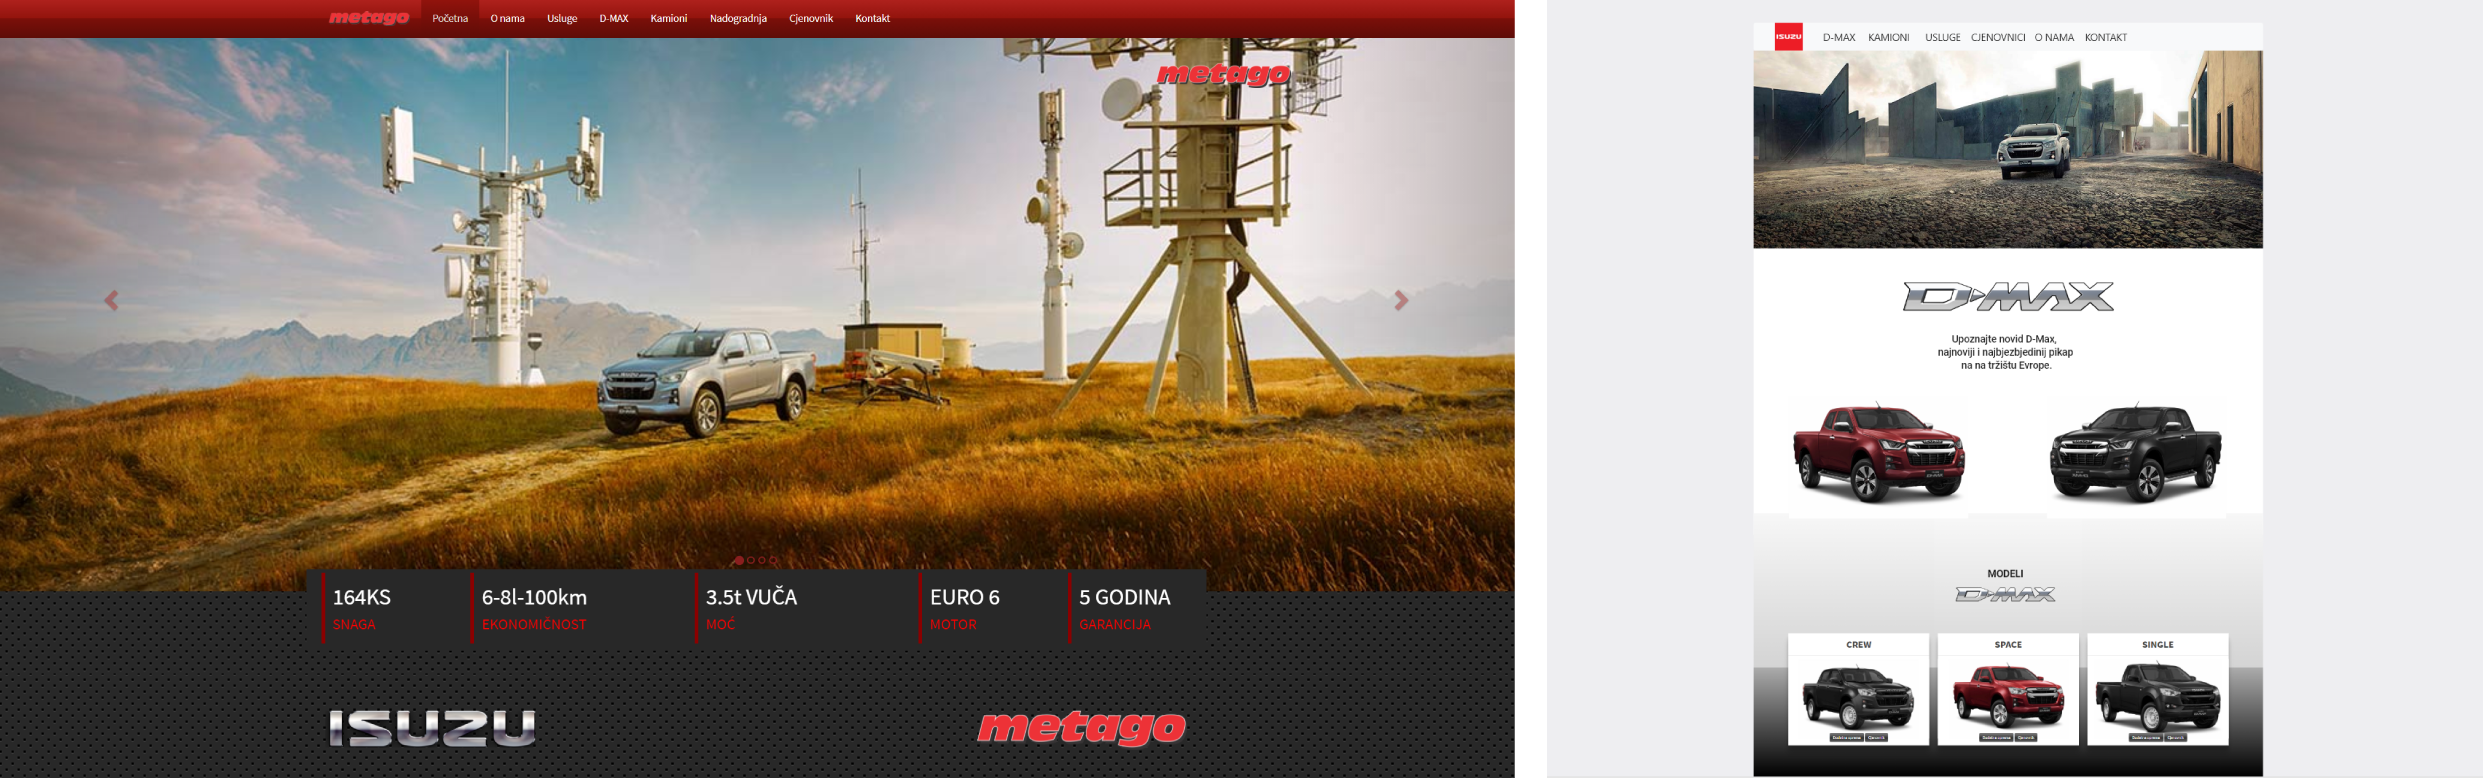 metago
Početna
O nama
Usluge
D-MAX
Kamioni
Nadogradnja
Cjenovnik
Kontakt
metago
164KS
SNAGA
6-8l-100km
EKONOMIČNOST
3.5t VUČA
MOĆ
EURO 6
MOTOR
5 GODINA
GARANCIJA
ISUZU
metago
ISUZU
D-MAX
KAMIONI
USLUGE
CJENOVNICI
O NAMA
KONTAKT
D-MAX
Upoznajte novid D-Max,
najnoviji i najbjezbjedinij pikap
na na tržištu Evrope.
MODELI
D-MAX
CREW
SPACE
SINGLE